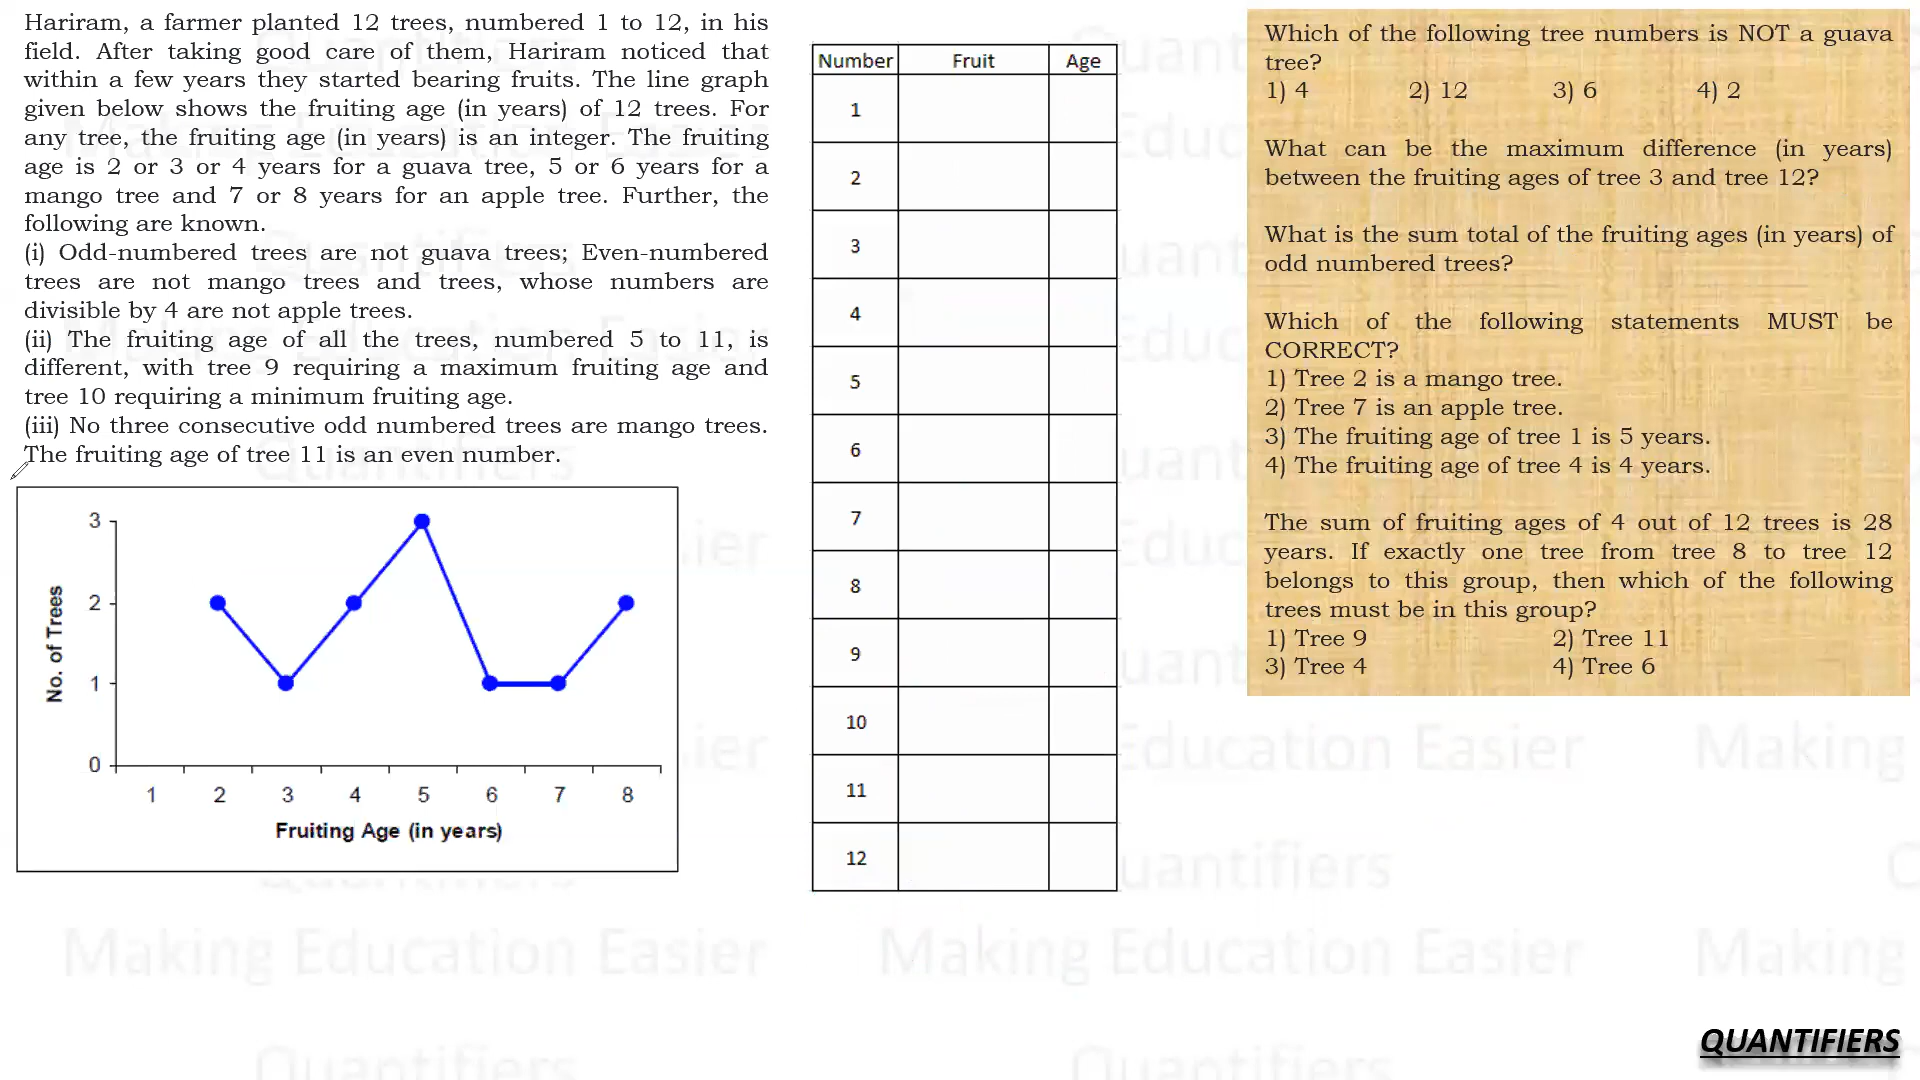 Hariram, a farmer planted 12 trees, numbered 1 to 12, in his
field. After taking good care of them, Hariram noticed that
within a few years they started bearing fruits. The line graph
given below shows the fruiting age (in years) of 12 trees. For
any tree, the fruiting age (in years) is an integer. The fruiting
age is 2 or 3 or 4 years for a guava tree, 5 or 6 years for a
mango tree and 7 or 8 years for an apple tree. Further, the
following are known.
(i) Odd-numbered trees are not guava trees; Even-numbered
trees are not mango trees and trees, whose numbers are
divisible by 4 are not apple trees.
(ii) The fruiting age of all the trees, numbered 5 to 11, is
different, with tree 9 requiring a maximum fruiting age and
tree 10 requiring a minimum fruiting age.
(iii) No three consecutive odd numbered trees are mango trees.
The fruiting age of tree 11 is an even number.
No. of Trees
3
2
1
0
1 2 3 4 5 6 7 8
Fruiting Age (in years)
Number Fruit Age
1
2
3
4
5
6
7
8
9
10
11
12
Which of the following tree numbers is NOT a guava
tree?
1) 4 2) 12 3) 6 4) 2
What can be the maximum difference (in years)
between the fruiting ages of tree 3 and tree 12?
What is the sum total of the fruiting ages (in years) of
odd numbered trees?
Which of the following statements MUST be
CORRECT?
1) Tree 2 is a mango tree.
2) Tree 7 is an apple tree.
3) The fruiting age of tree 1 is 5 years.
4) The fruiting age of tree 4 is 4 years.
The sum of fruiting ages of 4 out of 12 trees is 28
years. If exactly one tree from tree 8 to tree 12
belongs to this group, then which of the following
trees must be in this group?
1) Tree 9 2) Tree 11
3) Tree 4 4) Tree 6
Quantifiers
Making Education Easier
QUANTIFIERS